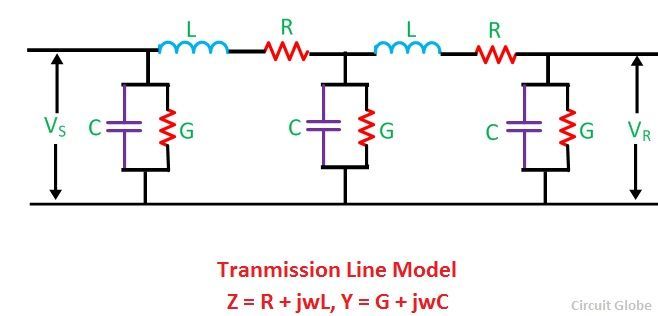 L R L R
V_S C G C G C G V_R
Tranmission Line Model
Z = R + jwL, Y = G + jwC
Circuit Globe